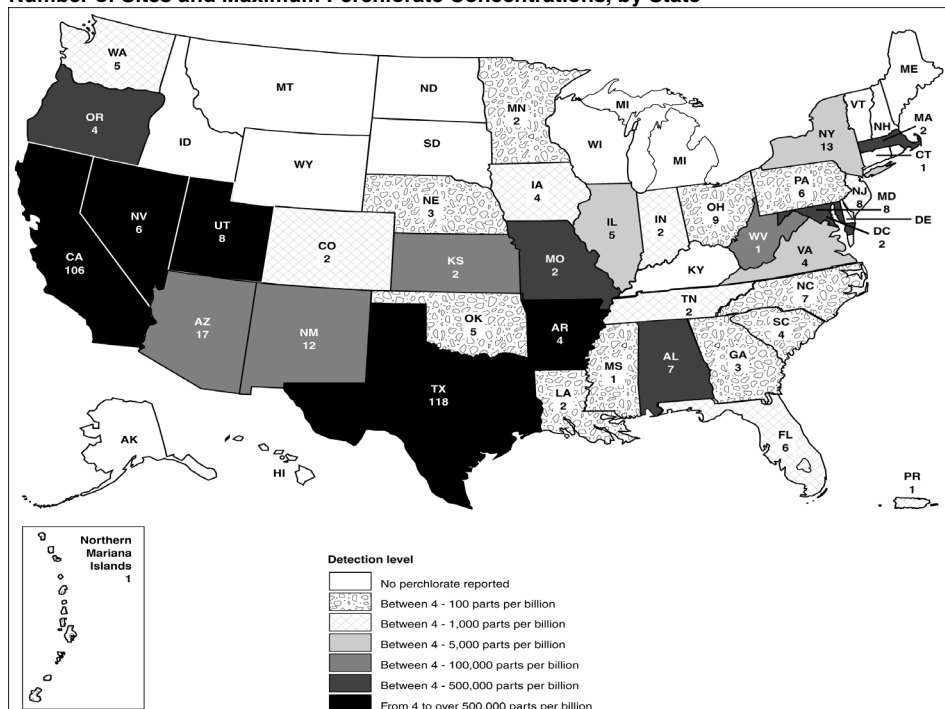 Number of Sites and Maximum Perchlorate Concentrations, by State
WA
5
MT
ND
MN
2
ME
VT
NH
MA
2
OR
4
ID
SD
WI
MI
MI
NY
13
CT
1
WY
NE
3
IA
4
PA
6
NJ
8
MD
8
DE
DC
2
NV
6
UT
8
CO
2
IL
5
IN
2
OH
9
WV
1
VA
4
CA
106
KS
2
MO
2
KY
NC
7
AZ
17
NM
12
OK
5
AR
4
TN
2
SC
4
TX
118
LA
2
MS
1
AL
7
GA
3
FL
6
AK
HI
PR
1
Northern
Mariana
Islands
1
Detection level
No perchlorate reported
Between 4 - 100 parts per billion
Between 4 - 1,000 parts per billion
Between 4 - 5,000 parts per billion
Between 4 - 100,000 parts per billion
Between 4 - 500,000 parts per billion
From 4 to over 500,000 parts per billion